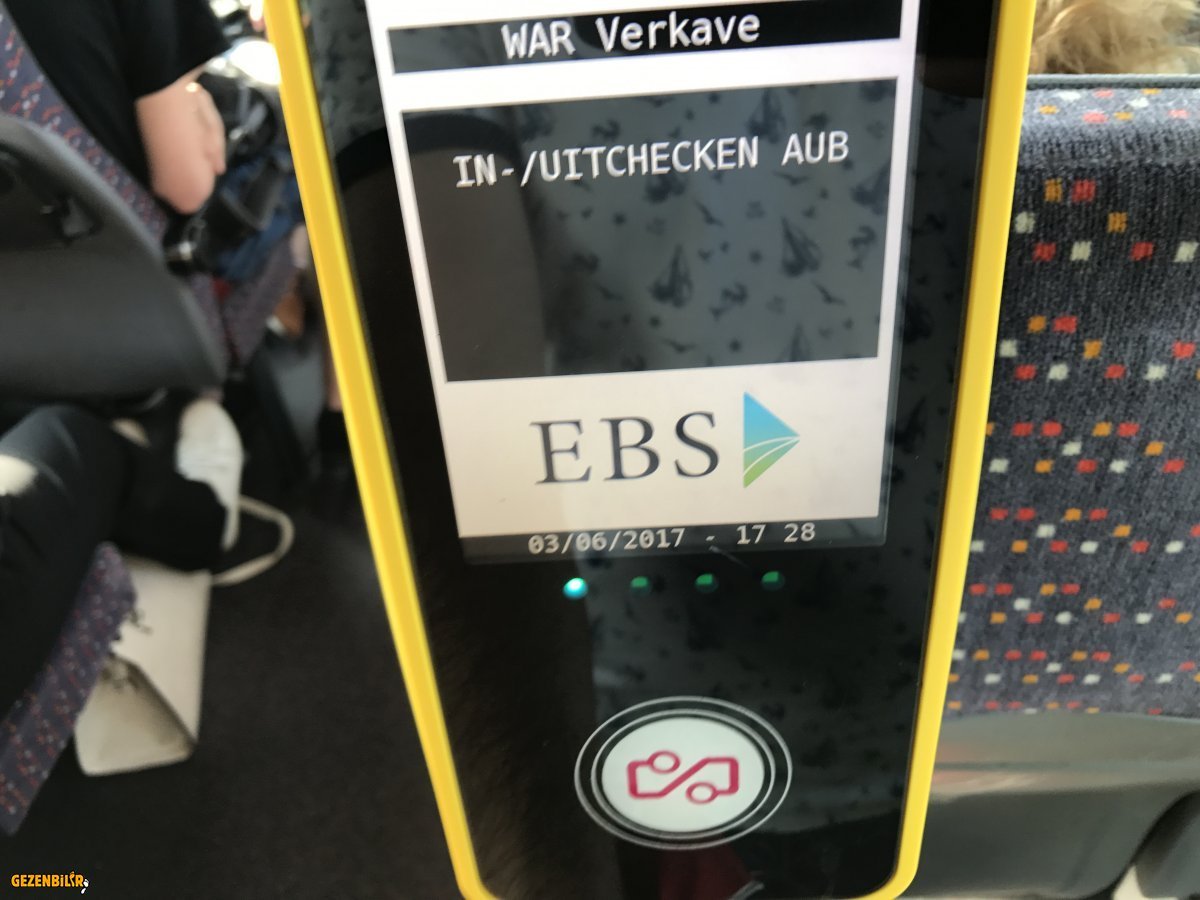 WAR Verkave
IN-/UITCHECKEN AUB
EBS
03/06/2017 - 17 28
GEZENBiLiR